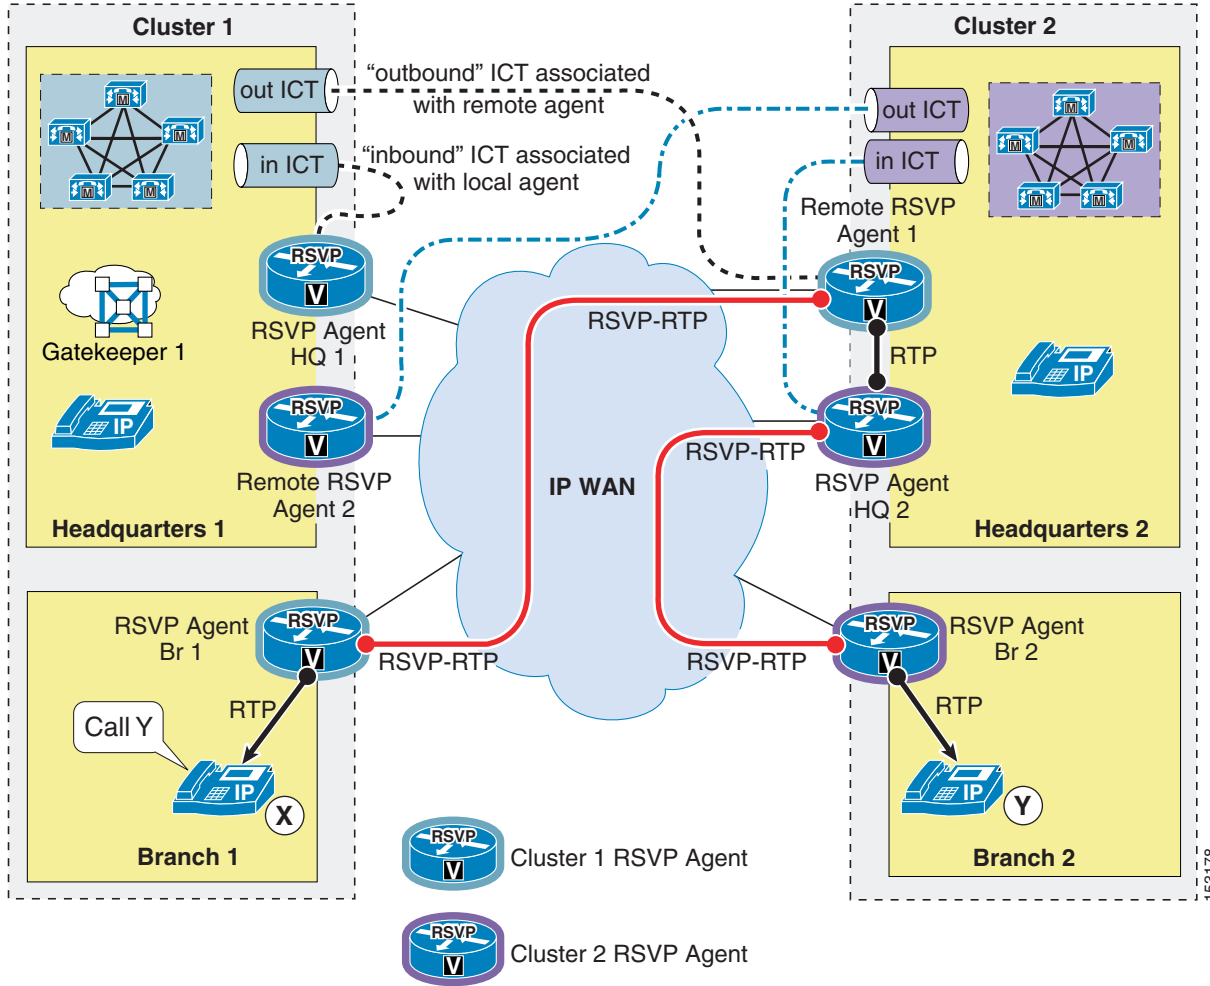 Cluster 1
Cluster 2
out ICT
"outbound" ICT associated
with remote agent
out ICT
M
M
M
M
M
M
M
M
M
M
in ICT
"inbound" ICT associated
with local agent
in ICT
Remote RSVP
Agent 1
RSVP
V
RSVP
V
Gatekeeper 1
RSVP Agent
HQ 1
RSVP-RTP
RTP
IP
IP
RSVP
V
RSVP
V
Remote RSVP
Agent 2
RSVP-RTP
IP WAN
RSVP Agent
HQ 2
Headquarters 1
Headquarters 2
RSVP Agent
Br 1
RSVP
V
RSVP-RTP
RSVP-RTP
RSVP
V
RSVP Agent
Br 2
RTP
RTP
Call Y
IP
X
IP
Y
Branch 1
Branch 2
RSVP
V
Cluster 1 RSVP Agent
RSVP
V
Cluster 2 RSVP Agent